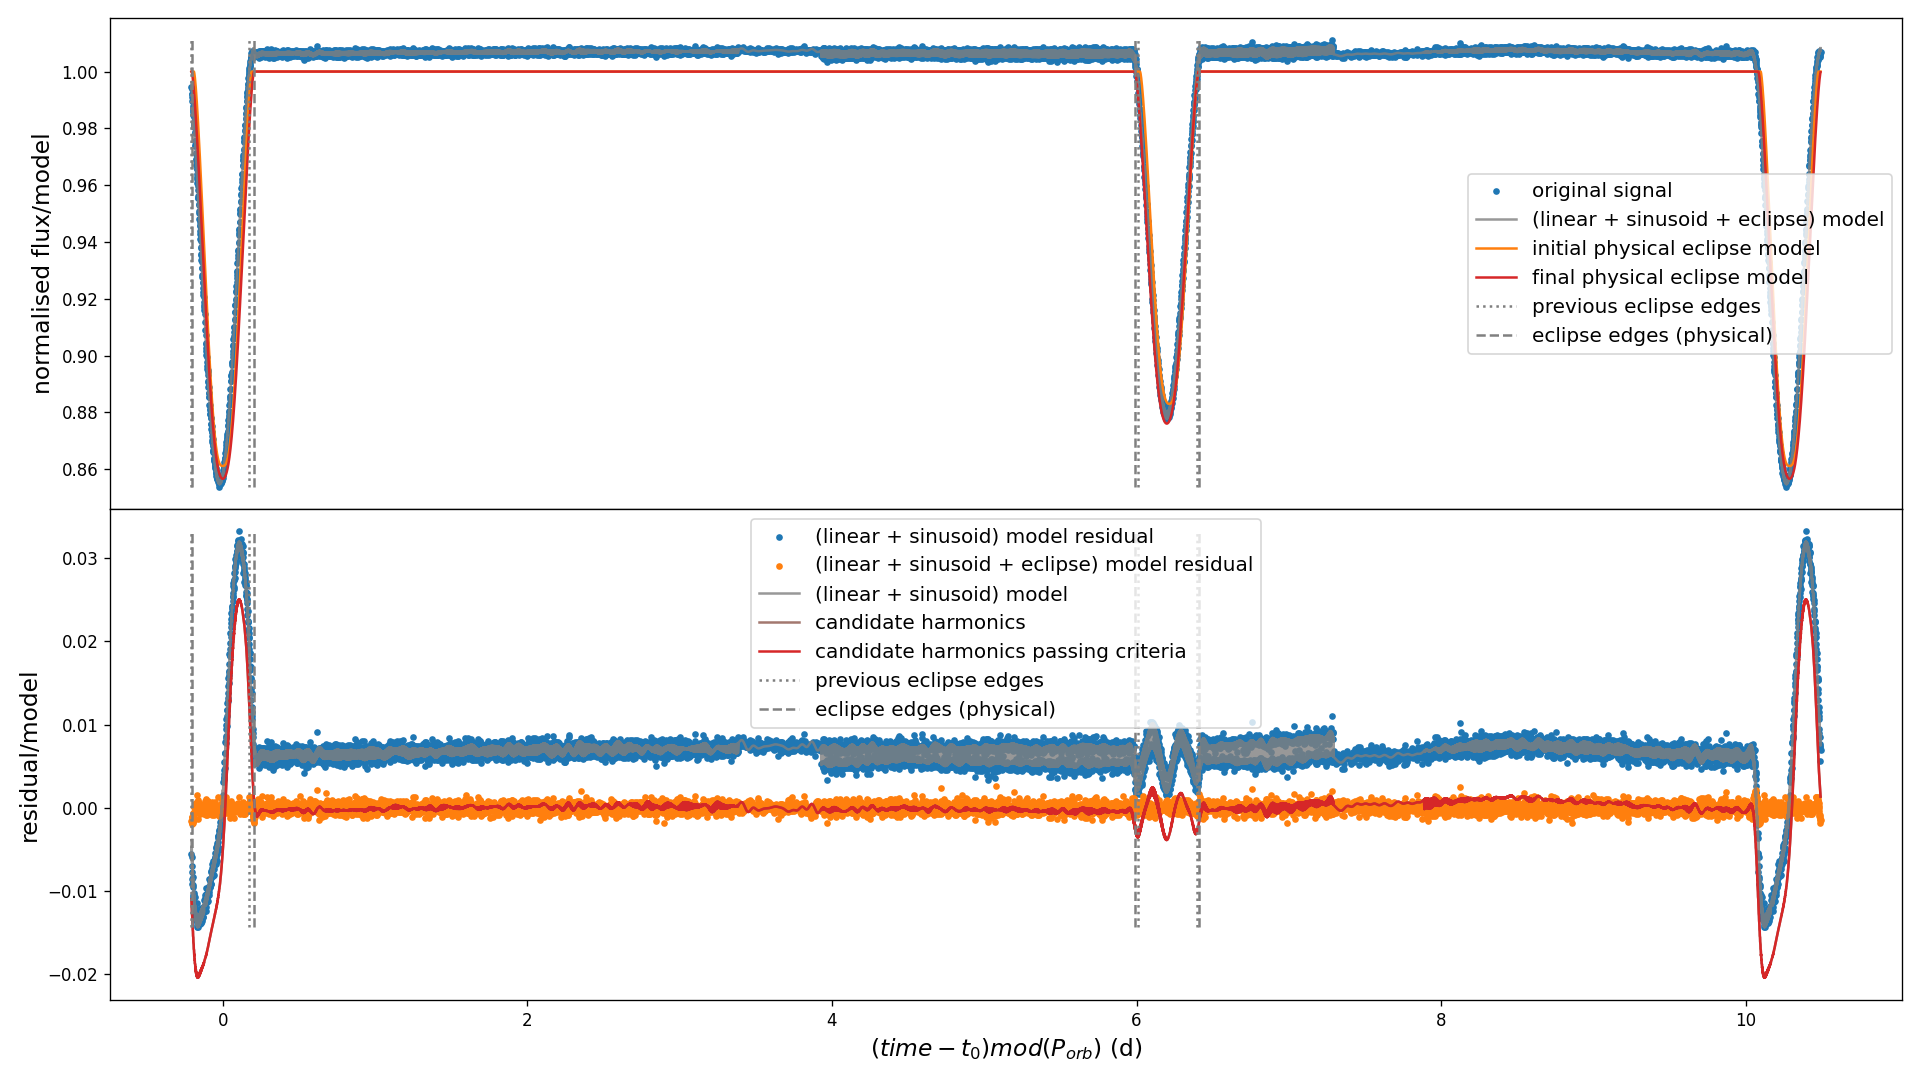 normalised flux/model
1.00
0.98
0.96
0.94
0.92
0.90
0.88
0.86
original signal
(linear + sinusoid + eclipse) model
initial physical eclipse model
final physical eclipse model
previous eclipse edges
eclipse edges (physical)
residual/model
0.03
0.02
0.01
0.00
−0.01
−0.02
(linear + sinusoid) model residual
(linear + sinusoid + eclipse) model residual
(linear + sinusoid) model
candidate harmonics
candidate harmonics passing criteria
previous eclipse edges
eclipse edges (physical)
0 2 4 6 8 10
(time − t₀)mod(Pₒᵣb) (d)